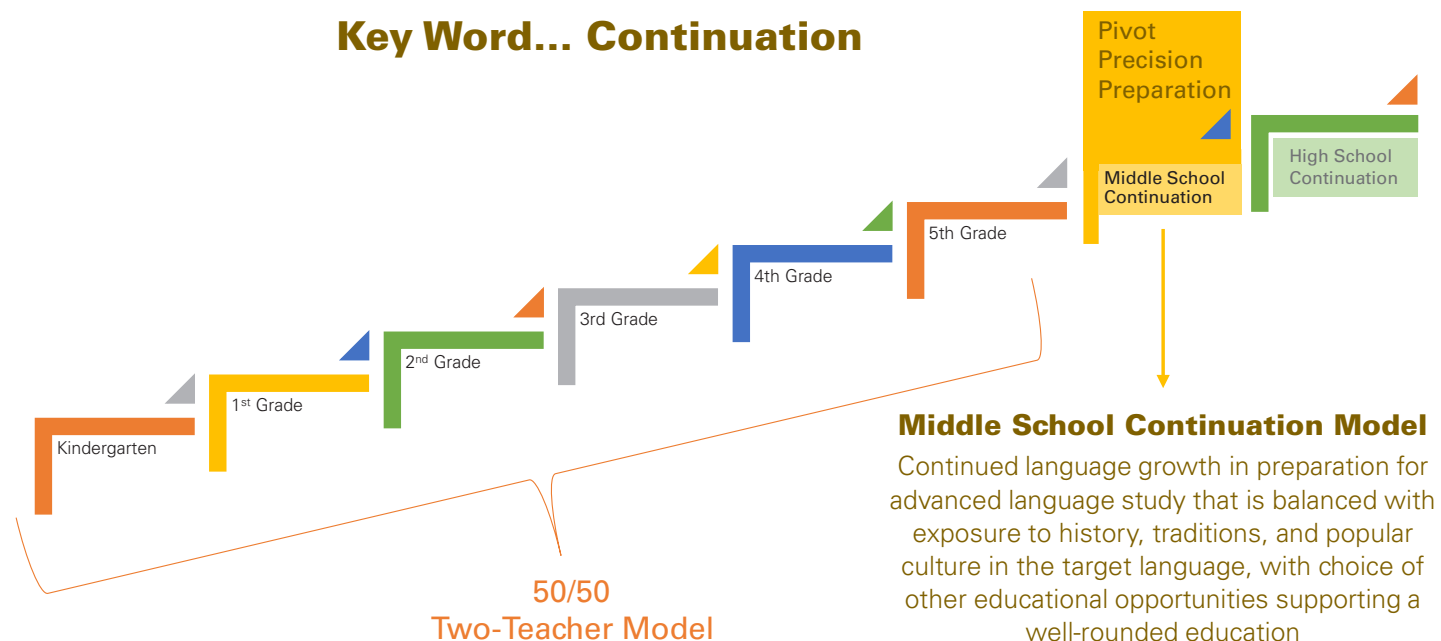 Key Word... Continuation
Pivot
Precision
Preparation
High School
Continuation
Middle School
Continuation
5th Grade
4th Grade
3rd Grade
2nd Grade
1st Grade
Kindergarten
50/50
Two-Teacher Model
Middle School Continuation Model
Continued language growth in preparation for
advanced language study that is balanced with
exposure to history, traditions, and popular
culture in the target language, with choice of
other educational opportunities supporting a
well-rounded education